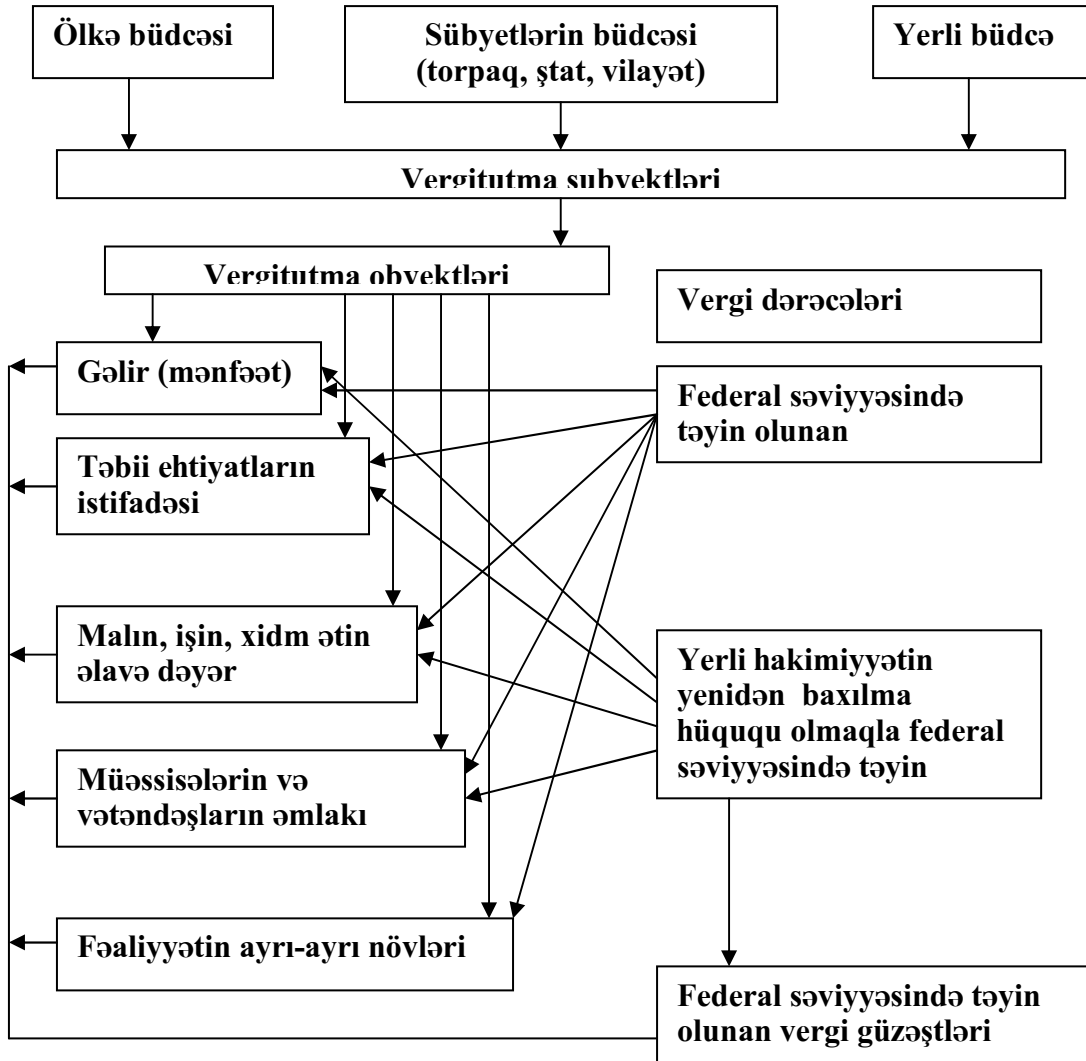 Ölkə büdcəsi
Sübyetlərin büdcəsi
(torpaq, ştat, vilayət)
Yerli büdcə
Vergitutma subyektləri
Vergitutma obyektləri
Vergi dərəcələri
Gəlir (mənfəət)
Federal səviyyəsində
təyin olunan
Təbii ehtiyatların
istifadəsi
Malın, işin, xidm ətin
əlavə dəyər
Yerli hakimiyyətin
yenidən baxılma
hüququ olmaqla federal
səviyyəsində təyin
Müəssisələrin və
vətəndəşların əmlakı
Fəaliyyətin ayrı-ayrı növləri
Federal səviyyəsində təyin
olunan vergi güzəştləri